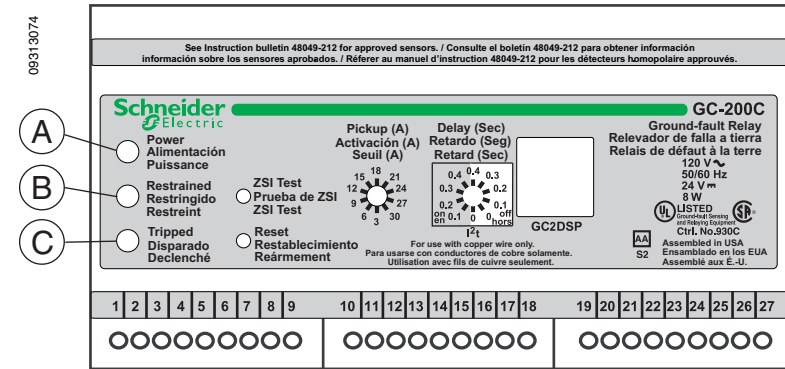 09313074
See Instruction bulletin 48049-212 for approved sensors. / Consulte el boletin 48049-212 para obtener información
información sobre los sensores aprobados. / Réferer au manuel d'instruction 48049-212 pour les détecteurs homopolaire approuvés.
Schneider
Electric
GC-200C
A
Power
Alimentación
Puissance
B
Restrained
Restringido
Restreint
C
Tripped
Disparado
Declenché
ZSI Test
Prueba de ZSI
ZSI Test
Reset
Restablecimiento
Reármement
Pickup (A)
Activación (A)
Seuil (A)
18
15 21
12 24
9 27
6 30
3
Delay (Sec)
Retardo (Seg)
Retard (Sec)
0.4
0.4 0.3
0.3 0.2
0.2 0.1
on off
en 0.1 0 0 hors
I²t
GC2DSP
For use with copper wire only.
Para usarse con conductores de cobre solamente.
Utilisation avec fils de cuivre seulement.
Ground-fault Relay
Relevador de falla a tierra
Relais de défaut à la terre
120 V
50/60 Hz
24 V
8 W
UL LISTED
Ground-fault Sensing
and Relaying Equipment
Ctrl. No.930C
SA
AA
S2
Assembled in USA
Ensamblado en los EUA
Assemblé aux É.-U.
1 2 3 4 5 6 7 8 9 10 11 12 13 14 15 16 17 18 19 20 21 22 23 24 25 26 27